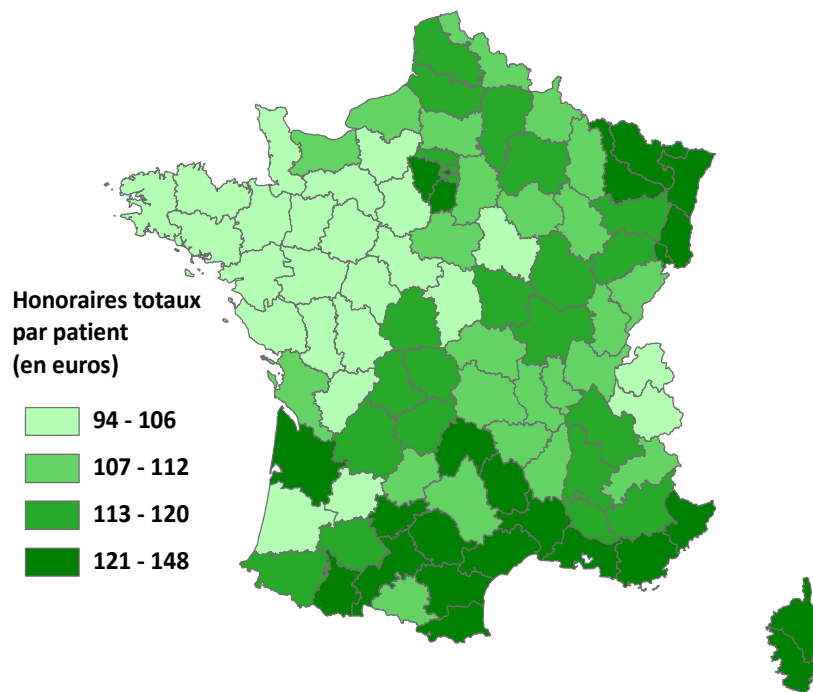 Honoraires totaux
par patient
(en euros)
94 - 106
107 - 112
113 - 120
121 - 148